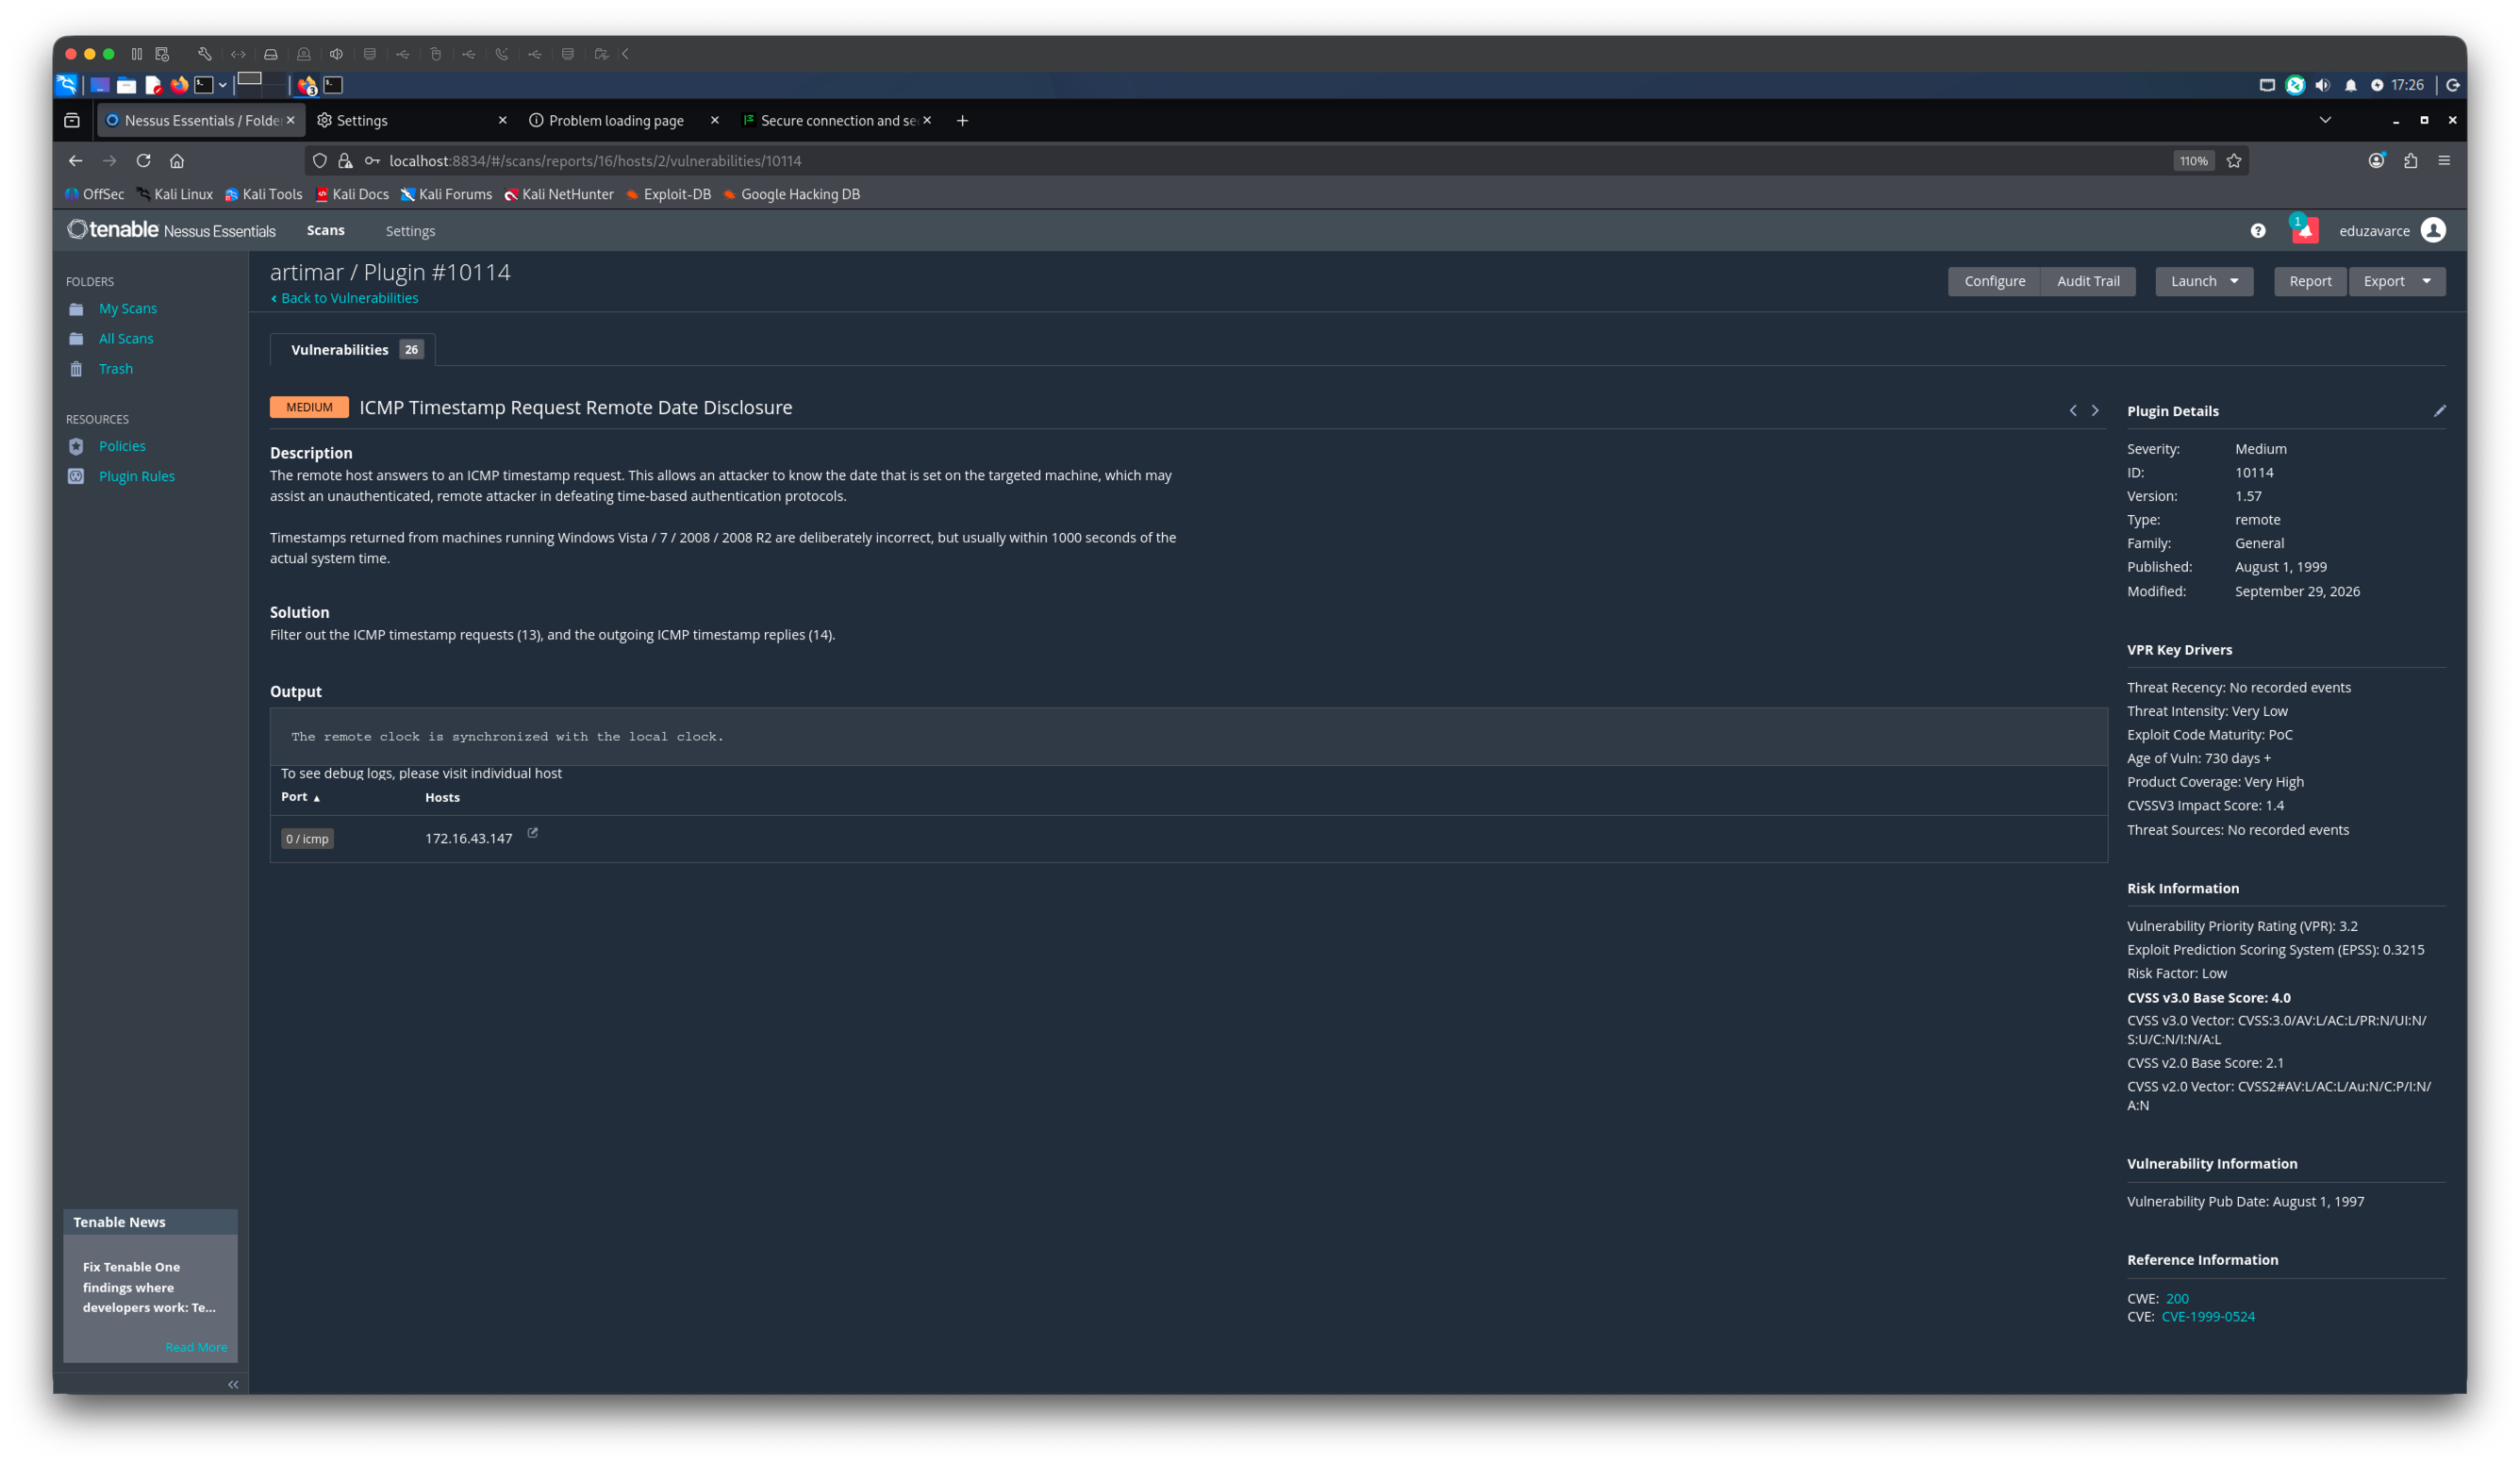 17:26
Nessus Essentials / Folde
Settings
Problem loading page
Secure connection and se
localhost:8834/#/scans/reports/16/hosts/2/vulnerabilities/10114
110%
OffSec
Kali Linux
Kali Tools
Kali Docs
Kali Forums
Kali NetHunter
Exploit-DB
Google Hacking DB
tenable Nessus Essentials
Scans
Settings
1
eduzavarce
FOLDERS
My Scans
All Scans
Trash
RESOURCES
Policies
Plugin Rules
Tenable News
Fix Tenable One
findings where
developers work: Te...
Read More
artimar / Plugin #10114
Back to Vulnerabilities
Configure
Audit Trail
Launch
Report
Export
Vulnerabilities 26
MEDIUM ICMP Timestamp Request Remote Date Disclosure
Description
The remote host answers to an ICMP timestamp request. This allows an attacker to know the date that is set on the targeted machine, which may
assist an unauthenticated, remote attacker in defeating time-based authentication protocols.
Timestamps returned from machines running Windows Vista / 7 / 2008 / 2008 R2 are deliberately incorrect, but usually within 1000 seconds of the
actual system time.
Solution
Filter out the ICMP timestamp requests (13), and the outgoing ICMP timestamp replies (14).
Output
The remote clock is synchronized with the local clock.
To see debug logs, please visit individual host
Port ▲ Hosts
0 / icmp 172.16.43.147
Plugin Details
Severity: Medium
ID: 10114
Version: 1.57
Type: remote
Family: General
Published: August 1, 1999
Modified: September 29, 2026
VPR Key Drivers
Threat Recency: No recorded events
Threat Intensity: Very Low
Exploit Code Maturity: PoC
Age of Vuln: 730 days +
Product Coverage: Very High
CVSSV3 Impact Score: 1.4
Threat Sources: No recorded events
Risk Information
Vulnerability Priority Rating (VPR): 3.2
Exploit Prediction Scoring System (EPSS): 0.3215
Risk Factor: Low
CVSS v3.0 Base Score: 4.0
CVSS v3.0 Vector: CVSS:3.0/AV:L/AC:L/PR:N/UI:N/
S:U/C:N/I:N/A:L
CVSS v2.0 Base Score: 2.1
CVSS v2.0 Vector: CVSS2#AV:L/AC:L/Au:N/C:P/I:N/
A:N
Vulnerability Information
Vulnerability Pub Date: August 1, 1997
Reference Information
CWE: 200
CVE: CVE-1999-0524